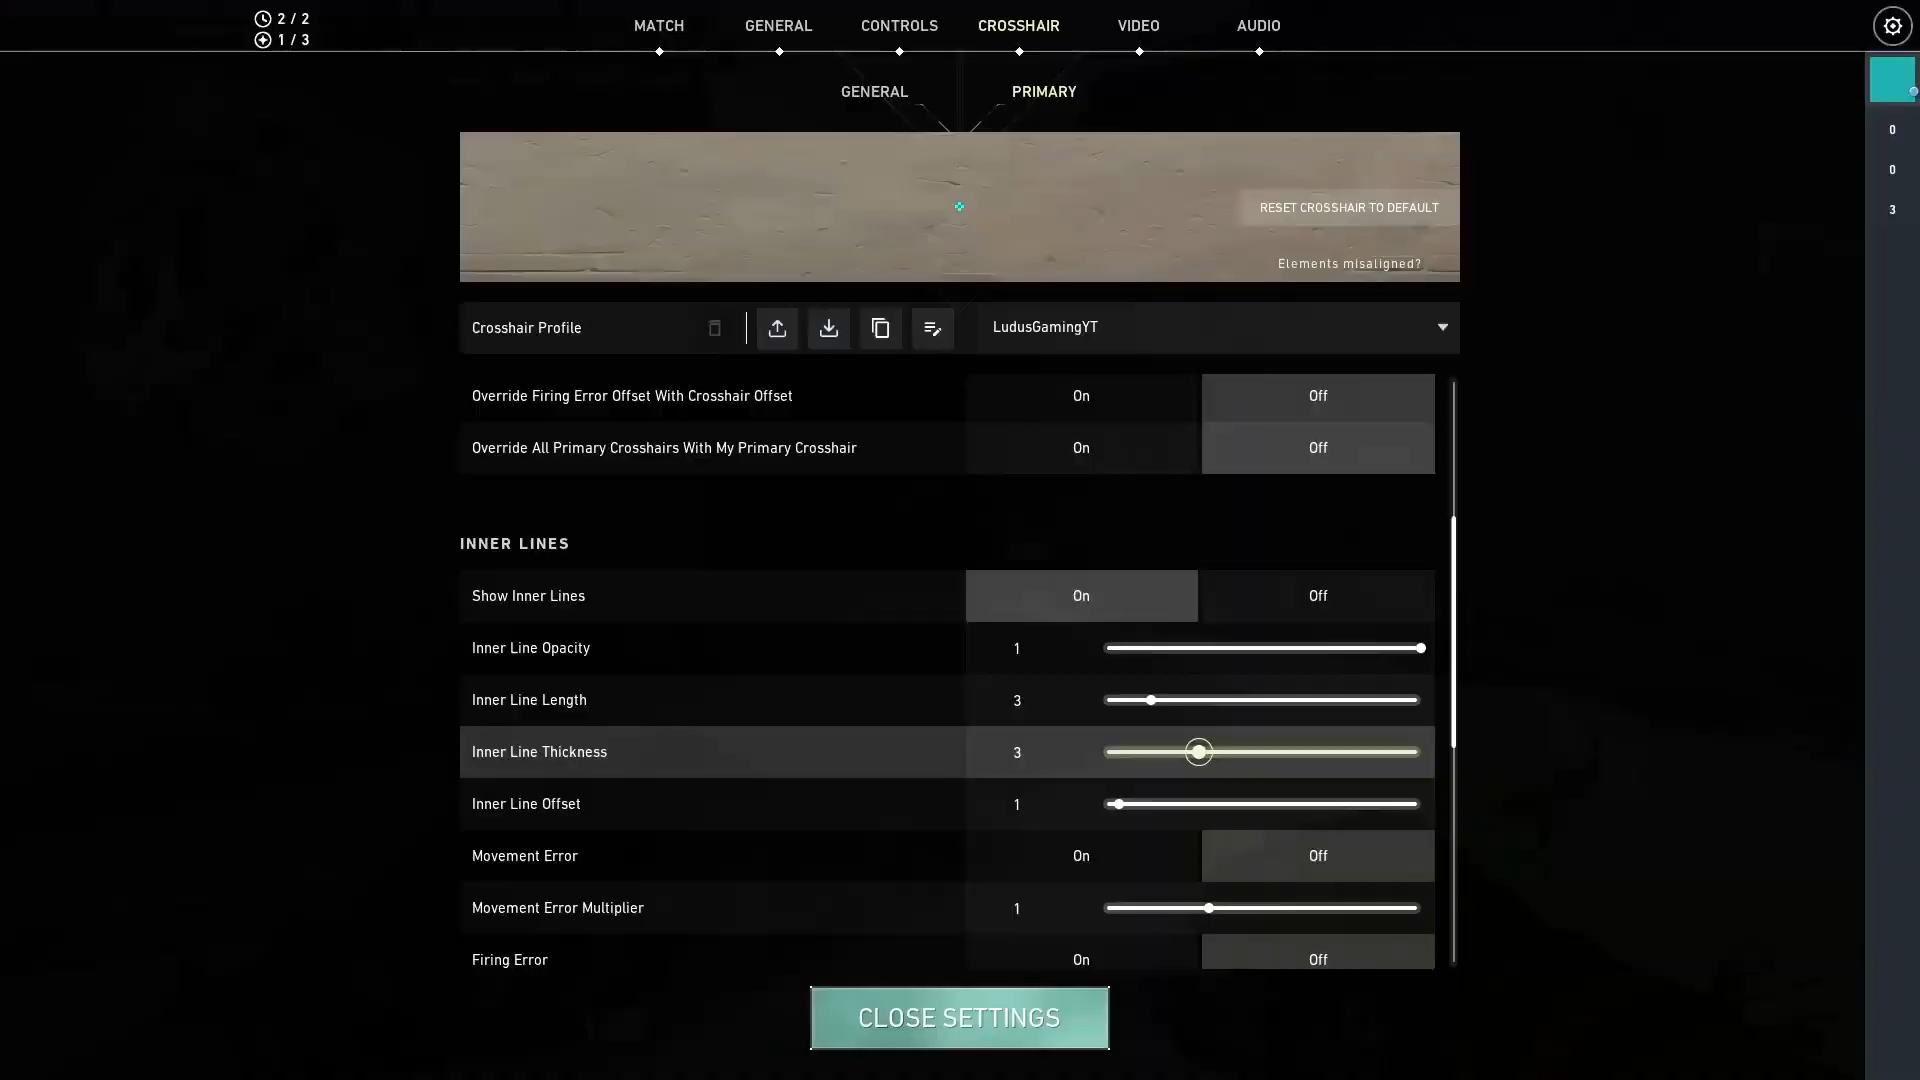 2 / 2
1 / 3
MATCH GENERAL CONTROLS CROSSHAIR VIDEO AUDIO
GENERAL PRIMARY
RESET CROSSHAIR TO DEFAULT
Elements misaligned?
Crosshair Profile LudusGamingYT
Override Firing Error Offset With Crosshair Offset On Off
Override All Primary Crosshairs With My Primary Crosshair On Off
INNER LINES
Show Inner Lines On Off
Inner Line Opacity 1
Inner Line Length 3
Inner Line Thickness 3
Inner Line Offset 1
Movement Error On Off
Movement Error Multiplier 1
Firing Error On Off
CLOSE SETTINGS
0
0
3